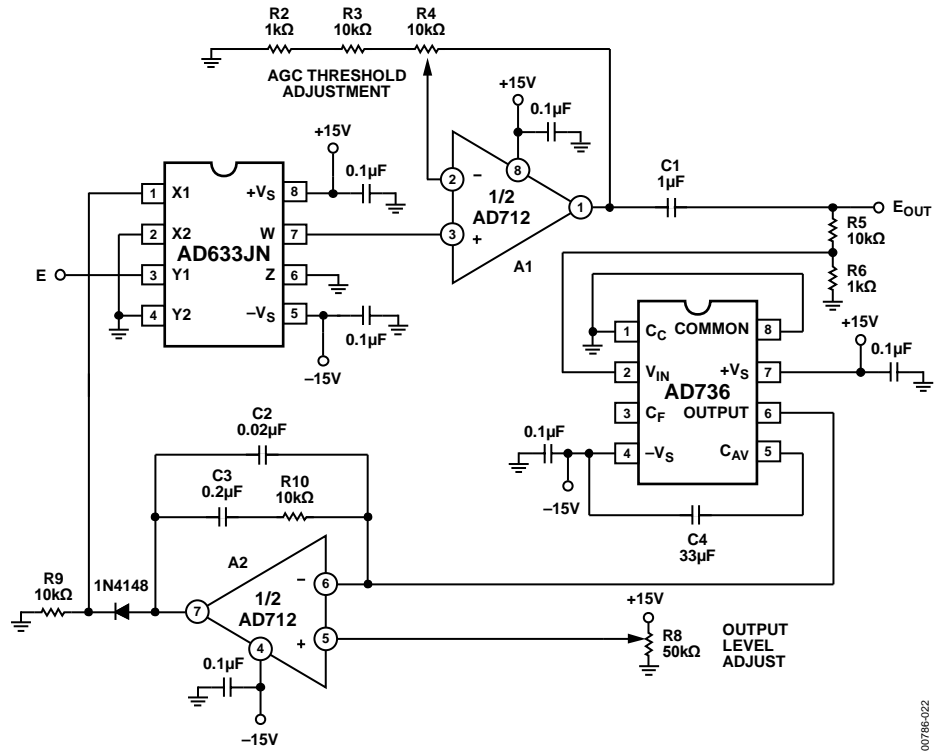 R2
1kΩ
R3
10kΩ
R4
10kΩ
AGC THRESHOLD
ADJUSTMENT
+15V
0.1µF
+15V
0.1µF
1 X1
2 X2
3 Y1
4 Y2
+VS 8
W 7
Z 6
–VS 5
AD633JN
E
0.1µF
–15V
2
–
3
+
8
1
1/2
AD712
A1
C1
1µF
EOUT
R5
10kΩ
R6
1kΩ
1 CC
2 VIN
3 CF
4 –VS
COMMON 8
+VS 7
OUTPUT 6
CAV 5
AD736
+15V
0.1µF
0.1µF
–15V
C4
33µF
C2
0.02µF
C3
0.2µF
R10
10kΩ
R9
10kΩ
1N4148
A2
7
1/2
AD712
–
6
+
5
4
0.1µF
–15V
+15V
R8
50kΩ
OUTPUT
LEVEL
ADJUST
00786-022